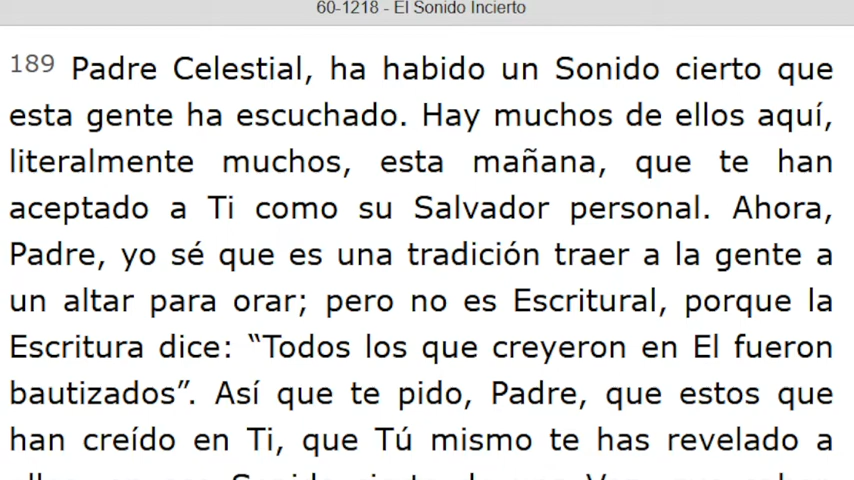 60-1218 - El Sonido Incierto
189 Padre Celestial, ha habido un Sonido cierto que
esta gente ha escuchado. Hay muchos de ellos aquí,
literalmente muchos, esta mañana, que te han
aceptado a Ti como su Salvador personal. Ahora,
Padre, yo sé que es una tradición traer a la gente a
un altar para orar; pero no es Escritural, porque la
Escritura dice: “Todos los que creyeron en El fueron
bautizados”. Así que te pido, Padre, que estos que
han creído en Ti, que Tú mismo te has revelado a